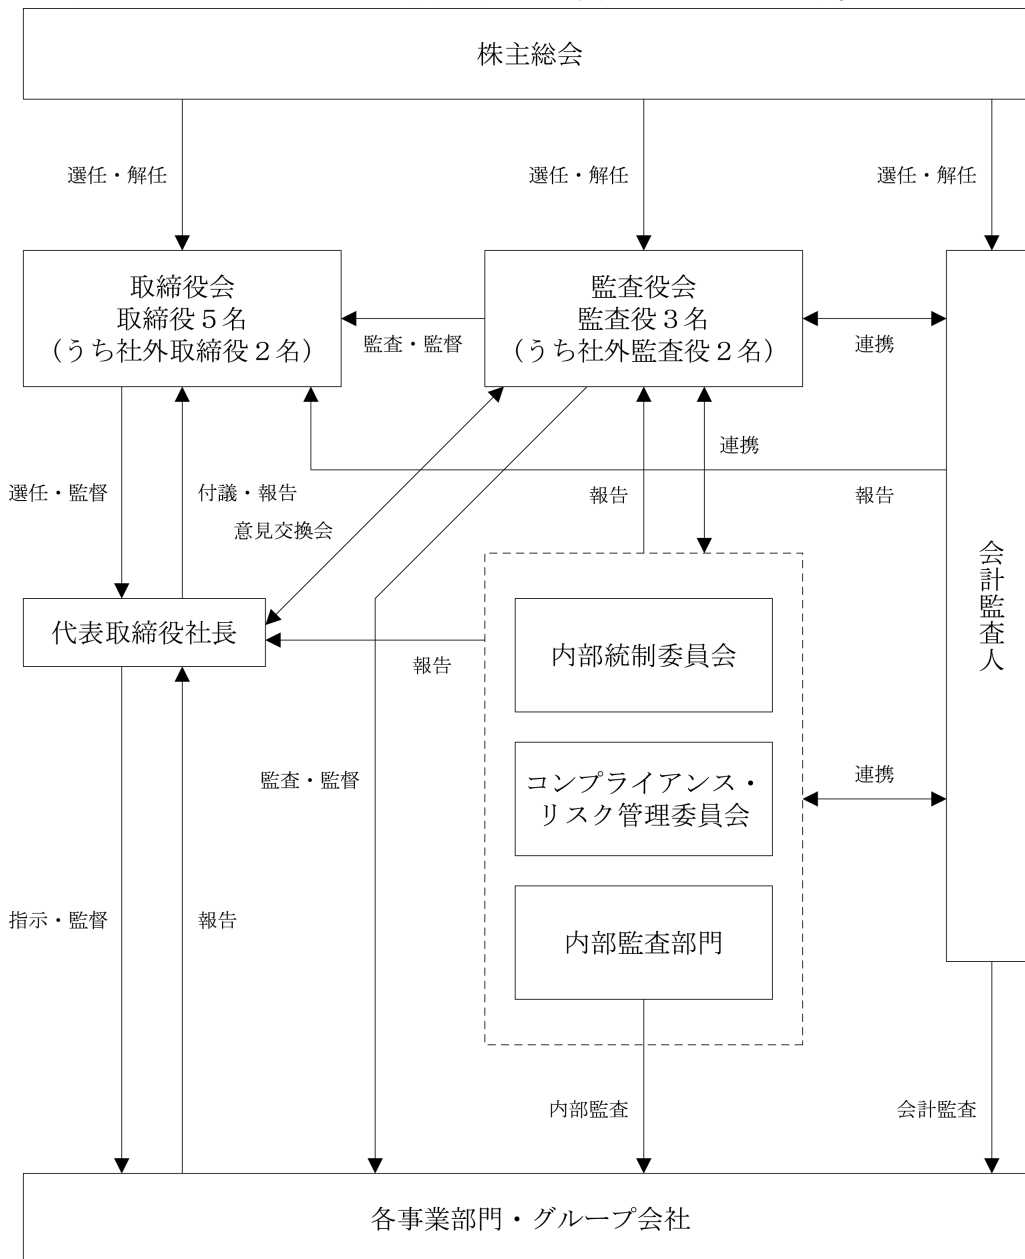 株主総会
選任・解任
選任・解任
選任・解任
取締役会
取締役５名
（うち社外取締役２名）
監査・監督
監査役会
監査役３名
（うち社外監査役２名）
連携
連携
選任・監督
付議・報告
意見交換会
報告
報告
会計監査人
代表取締役社長
報告
内部統制委員会
監査・監督
コンプライアンス・
リスク管理委員会
連携
指示・監督
報告
内部監査部門
内部監査
会計監査
各事業部門・グループ会社